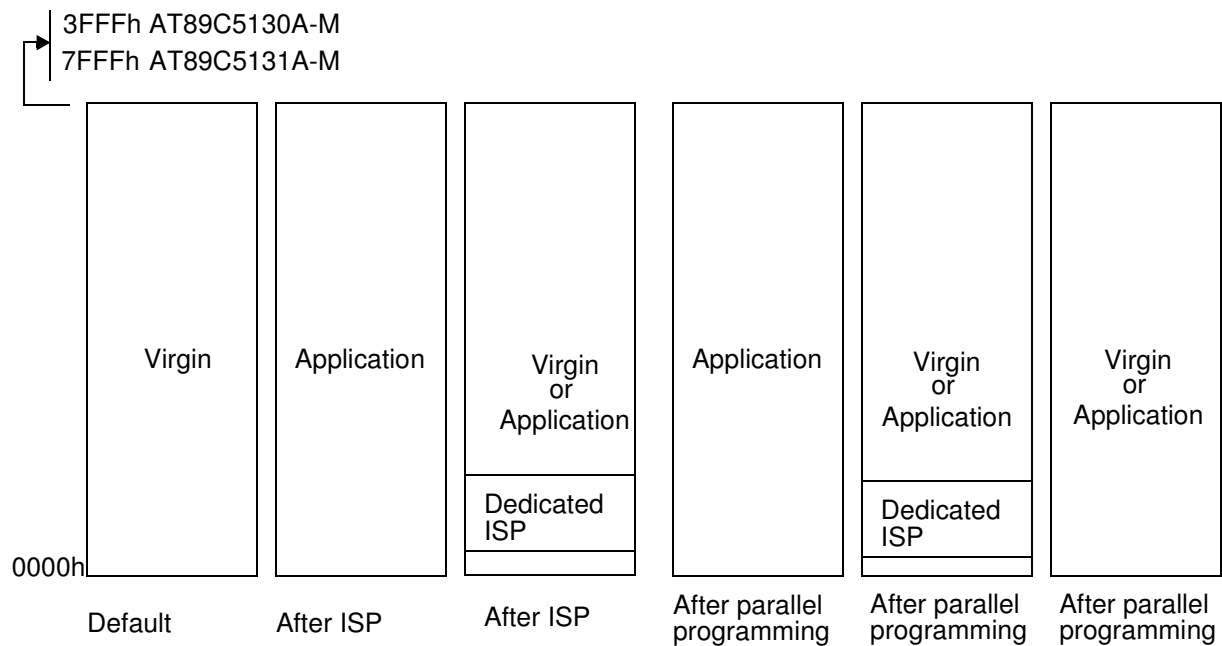 3FFFh AT89C5130A-M
7FFFh AT89C5131A-M
Virgin
Application
Virgin
or
Application
Dedicated
ISP
Application
Virgin
or
Application
Dedicated
ISP
Virgin
or
Application
0000h
Default
After ISP
After ISP
After parallel
programming
After parallel
programming
After parallel
programming